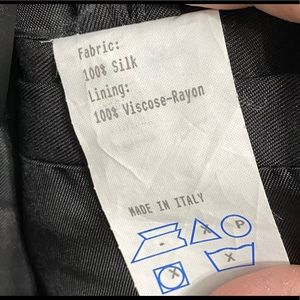 Fabric:
100% Silk
Lining:
100% Viscose-Rayon
MADE IN ITALY
P